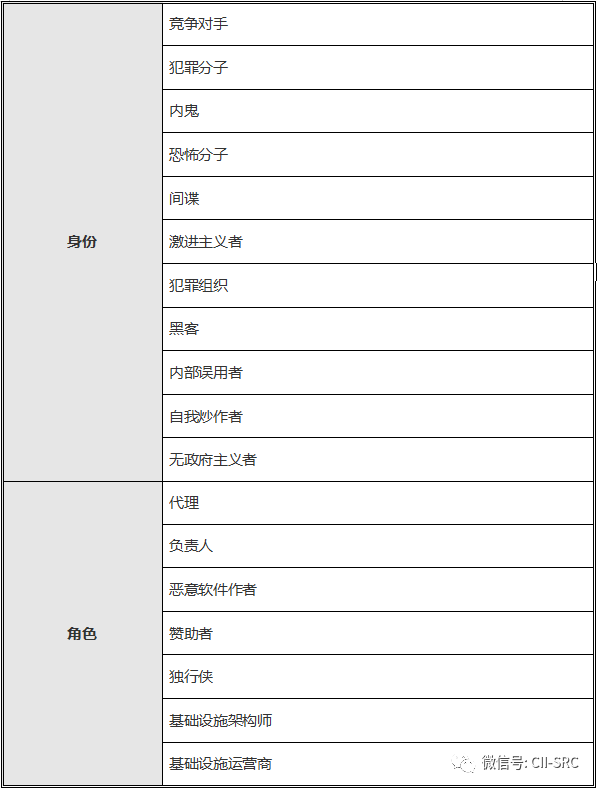 身份
竞争对手
犯罪分子
内鬼
恐怖分子
间谍
激进主义者
犯罪组织
黑客
内部误用者
自我炒作者
无政府主义者
角色
代理
负责人
恶意软件作者
赞助者
独行侠
基础设施架构师
基础设施运营商
微信号: CII-SRC